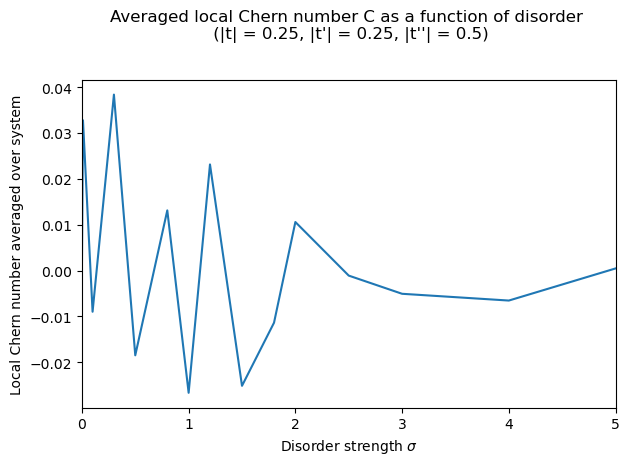 Averaged local Chern number C as a function of disorder
(|t| = 0.25, |t'| = 0.25, |t''| = 0.5)
0.04
0.03
0.02
0.01
0.00
−0.01
−0.02
Local Chern number averaged over system
0 1 2 3 4 5
Disorder strength σ